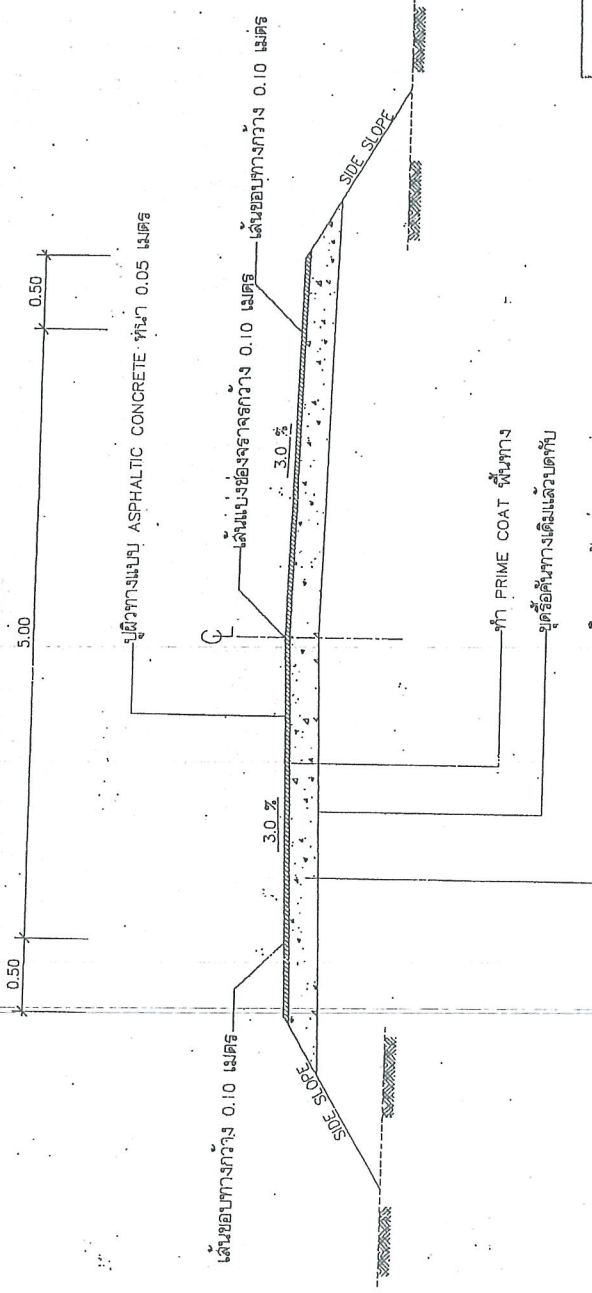 0.50
5.00
0.50
ปูผิวทางแบบ ASPHALTIC CONCRETE หนา 0.05 เมตร
เส้นขอบทางกว้าง 0.10 เมตร
เส้นแบ่งช่องจราจรกว้าง 0.10 เมตร
เส้นขอบทางกว้าง 0.10 เมตร
3.0 %
3.0 %
SIDE SLOPE
SIDE SLOPE
ทำ PRIME COAT พื้นทาง
ขุดรื้อคันทางเดิมแล้วบดทับ